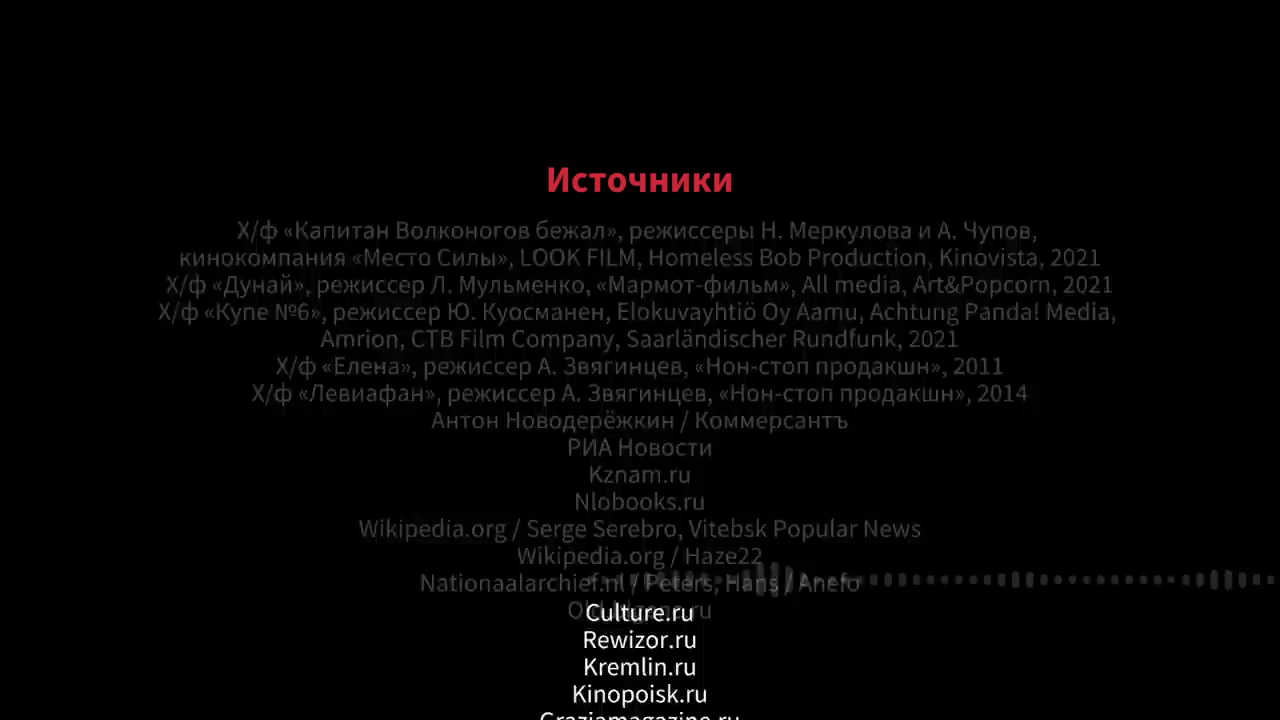 Источники
Х/ф «Капитан Волконогов бежал», режиссеры Н. Меркулова и А. Чупов,
кинокомпания «Место Силы», LOOK FILM, Homeless Bob Production, Kinovista, 2021
Х/ф «Дунай», режиссер Л. Мульменко, «Мармот-фильм», All media, Art&Popcorn, 2021
Х/ф «Купе №6», режиссер Ю. Куосманен, Elokuvayhtiö Oy Aamu, Achtung Panda! Media,
Amrion, CTB Film Company, Saarländischer Rundfunk, 2021
Х/ф «Елена», режиссер А. Звягинцев, «Нон-стоп продакшн», 2011
Х/ф «Левиафан», режиссер А. Звягинцев, «Нон-стоп продакшн», 2014
Антон Новодерёжкин / Коммерсантъ
РИА Новости
Kznam.ru
Nlobooks.ru
Wikipedia.org / Serge Serebro, Vitebsk Popular News
Wikipedia.org / Haze22
Nationaalarchief.nl / Peters, Hans / Anefo
Culture.ru
Rewizor.ru
Kremlin.ru
Kinopoisk.ru
Graziamagazine.ru